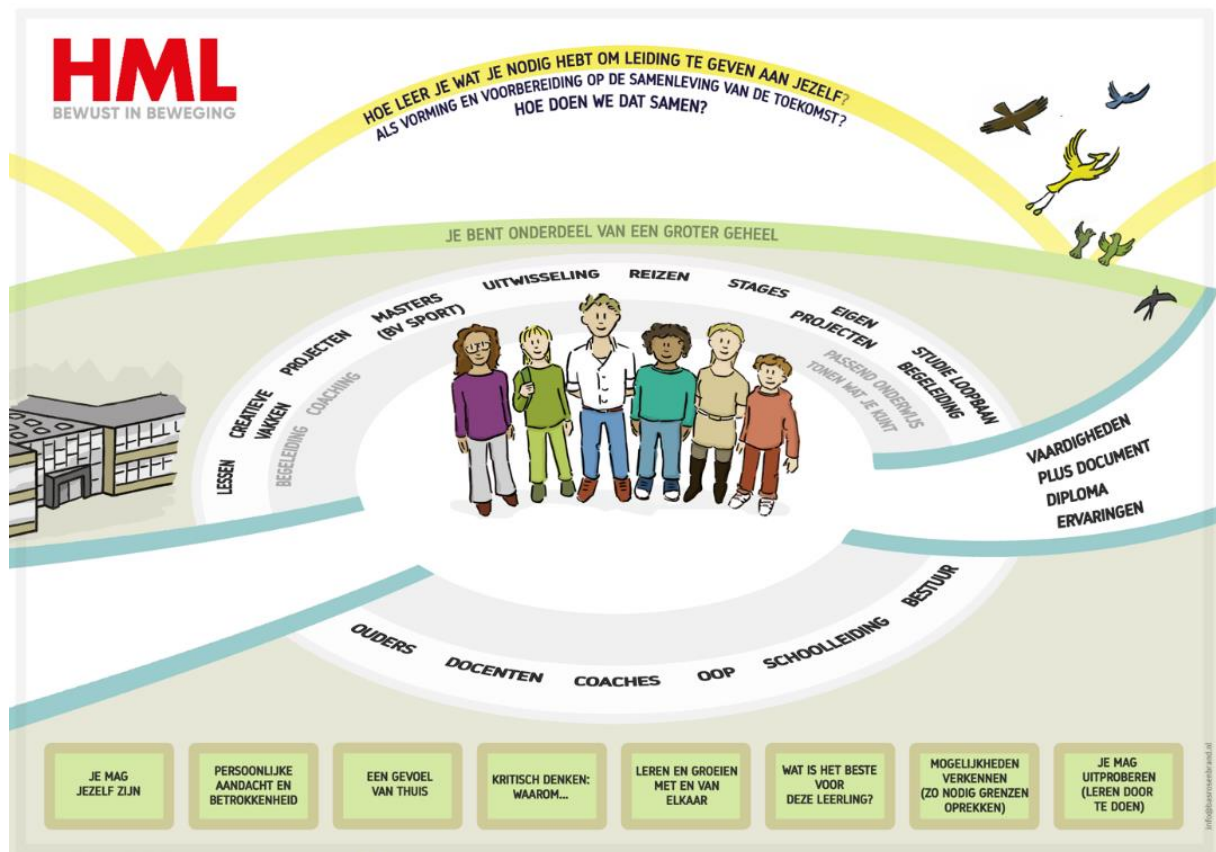 HML
BEWUST IN BEWEGING
HOE LEER JE WAT JE NODIG HEBT OM LEIDING TE GEVEN AAN JEZELF?
ALS VORMING EN VOORBEREIDING OP DE SAMENLEVING VAN DE TOEKOMST?
HOE DOEN WE DAT SAMEN?
JE BENT ONDERDEEL VAN EEN GROTER GEHEEL
LESSEN
CREATIEVE
VAKKEN
PROJECTEN
MASTERS
(BV SPORT)
UITWISSELING
REIZEN
STAGES
EIGEN
PROJECTEN
STUDIE LOOPBAAN
BEGELEIDING
BEGELEIDING
COACHING
PASSEND ONDERWIJS
TONEN WAT JE KUNT
VAARDIGHEDEN
PLUS DOCUMENT
DIPLOMA
ERVARINGEN
OUDERS
DOCENTEN
COACHES
OOP
SCHOOLLEIDING
BESTUUR
JE MAG
JEZELF ZIJN
PERSOONLIJKE
AANDACHT EN
BETROKKENHEID
EEN GEVOEL
VAN THUIS
KRITISCH DENKEN:
WAAROM...
LEREN EN GROEIEN
MET EN VAN
ELKAAR
WAT IS HET BESTE
VOOR
DEZE LEERLING?
MOGELIJKHEDEN
VERKENNEN
(ZO NODIG GRENZEN
OPREKKEN)
JE MAG
UITPROBEREN
(LEREN DOOR
TE DOEN)